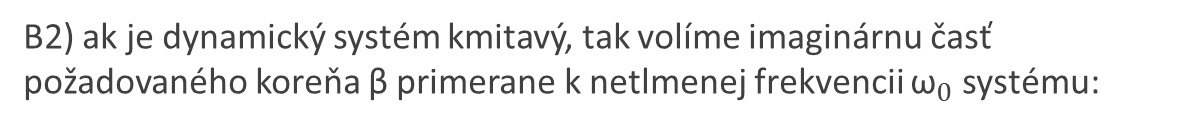 B2) ak je dynamický systém kmitavý, tak volíme imaginárnu časť
požadovaného koreňa β primerane k netlmenej frekvencii ω₀ systému: